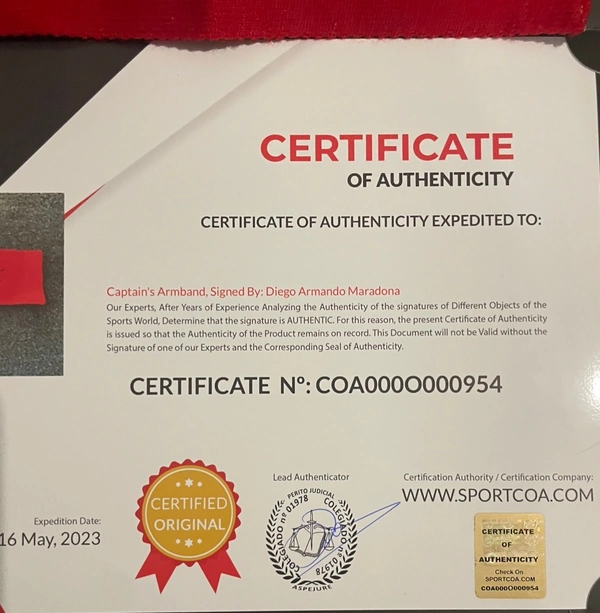 CERTIFICATE
OF AUTHENTICITY
CERTIFICATE OF AUTHENTICITY EXPEDITED TO:
Captain's Armband, Signed By: Diego Armando Maradona
Our Experts, After Years of Experience Analyzing the Authenticity of the signatures of Different Objects of the
Sports World, Determine that the signature is AUTHENTIC. For this reason, the present Certificate of Authenticity
is issued so that the Authenticity of the Product remains on record. This Document will not be Valid without the
Signature of one of our Experts and the Corresponding Seal of Authenticity.
CERTIFICATE Nº: COA000O000954
Expedition Date:
16 May, 2023
CERTIFIED
ORIGINAL
Lead Authenticator
PERITO JUDICIAL
COLEGIADO nº 01978
COLEGIADO nº 01978
ASPEJURE
Certification Authority / Certification Company:
WWW.SPORTCOA.COM
CERTIFICATE
OF
AUTHENTICITY
Check On
SPORTCOA.COM
COA000O000954